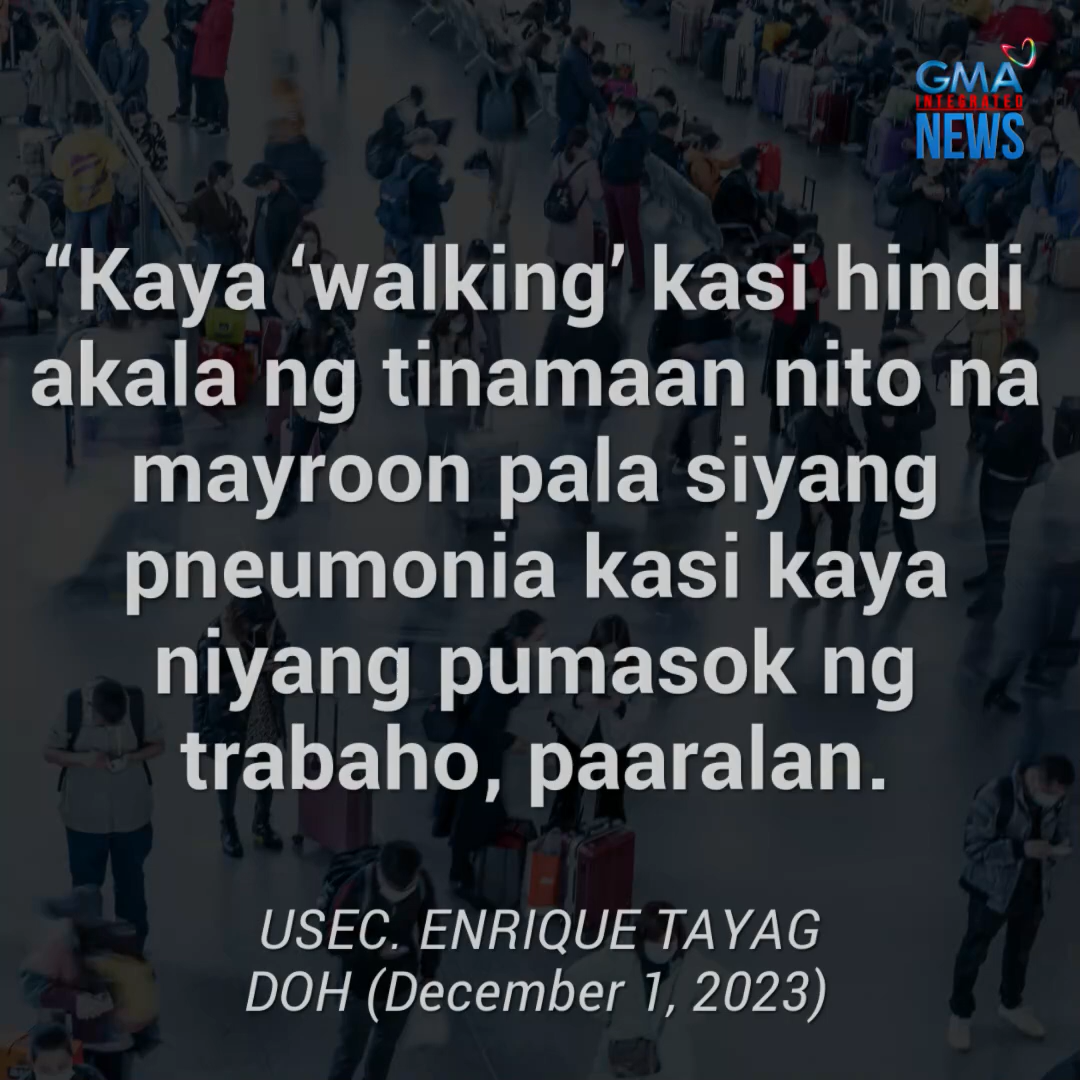 GMA
INTEGRATED
NEWS
“Kaya ‘walking’ kasi hindi
akala ng tinamaan nito na
mayroon pala siyang
pneumonia kasi kaya
niyang pumasok ng
trabaho, paaralan.
USEC. ENRIQUE TAYAG
DOH (December 1, 2023)